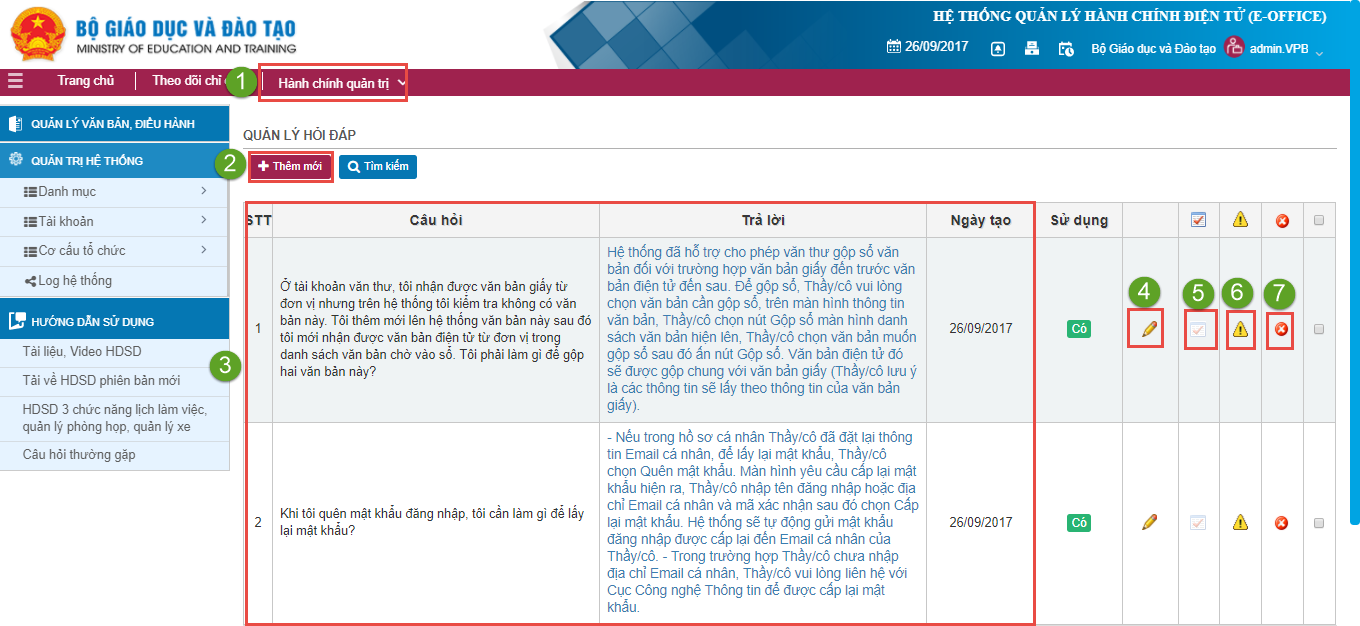 BỘ GIÁO DỤC VÀ ĐÀO TẠO
MINISTRY OF EDUCATION AND TRAINING
HỆ THỐNG QUẢN LÝ HÀNH CHÍNH ĐIỆN TỬ (E-OFFICE)
26/09/2017
Bộ Giáo dục và Đào tạo
admin.VPB
Trang chủ
Theo dõi chỉ
1
Hành chính quản trị
QUẢN LÝ VĂN BẢN, ĐIỀU HÀNH
QUẢN TRỊ HỆ THỐNG
Danh mục
Tài khoản
Cơ cấu tổ chức
Log hệ thống
HƯỚNG DẪN SỬ DỤNG
Tài liệu, Video HDSD
Tải về HDSD phiên bản mới
HDSD 3 chức năng lịch làm việc,
quản lý phòng họp, quản lý xe
Câu hỏi thường gặp
QUẢN LÝ HỎI ĐÁP
2
Thêm mới
Tìm kiếm
3
STT
Câu hỏi
Trả lời
Ngày tạo
Sử dụng
1
Ở tài khoản văn thư, tôi nhận được văn bản giấy từ
đơn vị nhưng trên hệ thống tôi kiểm tra không có văn
bản này. Tôi thêm mới lên hệ thống văn bản này sau đó
tôi mới nhận được văn bản điện tử từ đơn vị trong
danh sách văn bản chờ vào sổ. Tôi phải làm gì để gộp
hai văn bản này?
Hệ thống đã hỗ trợ cho phép văn thư gộp sổ văn
bản đối với trường hợp văn bản giấy đến trước văn
bản điện tử đến sau. Để gộp sổ, Thầy/cô vui lòng
chọn văn bản cần gộp sổ, trên màn hình thông tin
văn bản, Thầy/cô chọn nút Gộp sổ màn hình danh
sách văn bản hiện lên, Thầy/cô chọn văn bản muốn
gộp sổ sau đó ấn nút Gộp sổ. Văn bản điện tử đó
sẽ được gộp chung với văn bản giấy (Thầy/cô lưu ý
là các thông tin sẽ lấy theo thông tin của văn bản
giấy).
26/09/2017
Có
4
5
6
7
2
Khi tôi quên mật khẩu đăng nhập, tôi cần làm gì để lấy
lại mật khẩu?
- Nếu trong hồ sơ cá nhân Thầy/cô đã đặt lại thông
tin Email cá nhân, để lấy lại mật khẩu, Thầy/cô
chọn Quên mật khẩu. Màn hình yêu cầu cấp lại mật
khẩu hiện ra, Thầy/cô nhập tên đăng nhập hoặc địa
chỉ Email cá nhân và mã xác nhận sau đó chọn Cấp
lại mật khẩu. Hệ thống sẽ tự động gửi mật khẩu
đăng nhập được cấp lại đến Email cá nhân của
Thầy/cô. - Trong trường hợp Thầy/cô chưa nhập
địa chỉ Email cá nhân, Thầy/cô vui lòng liên hệ với
Cục Công nghệ Thông tin để được cấp lại mật
khẩu.
26/09/2017
Có